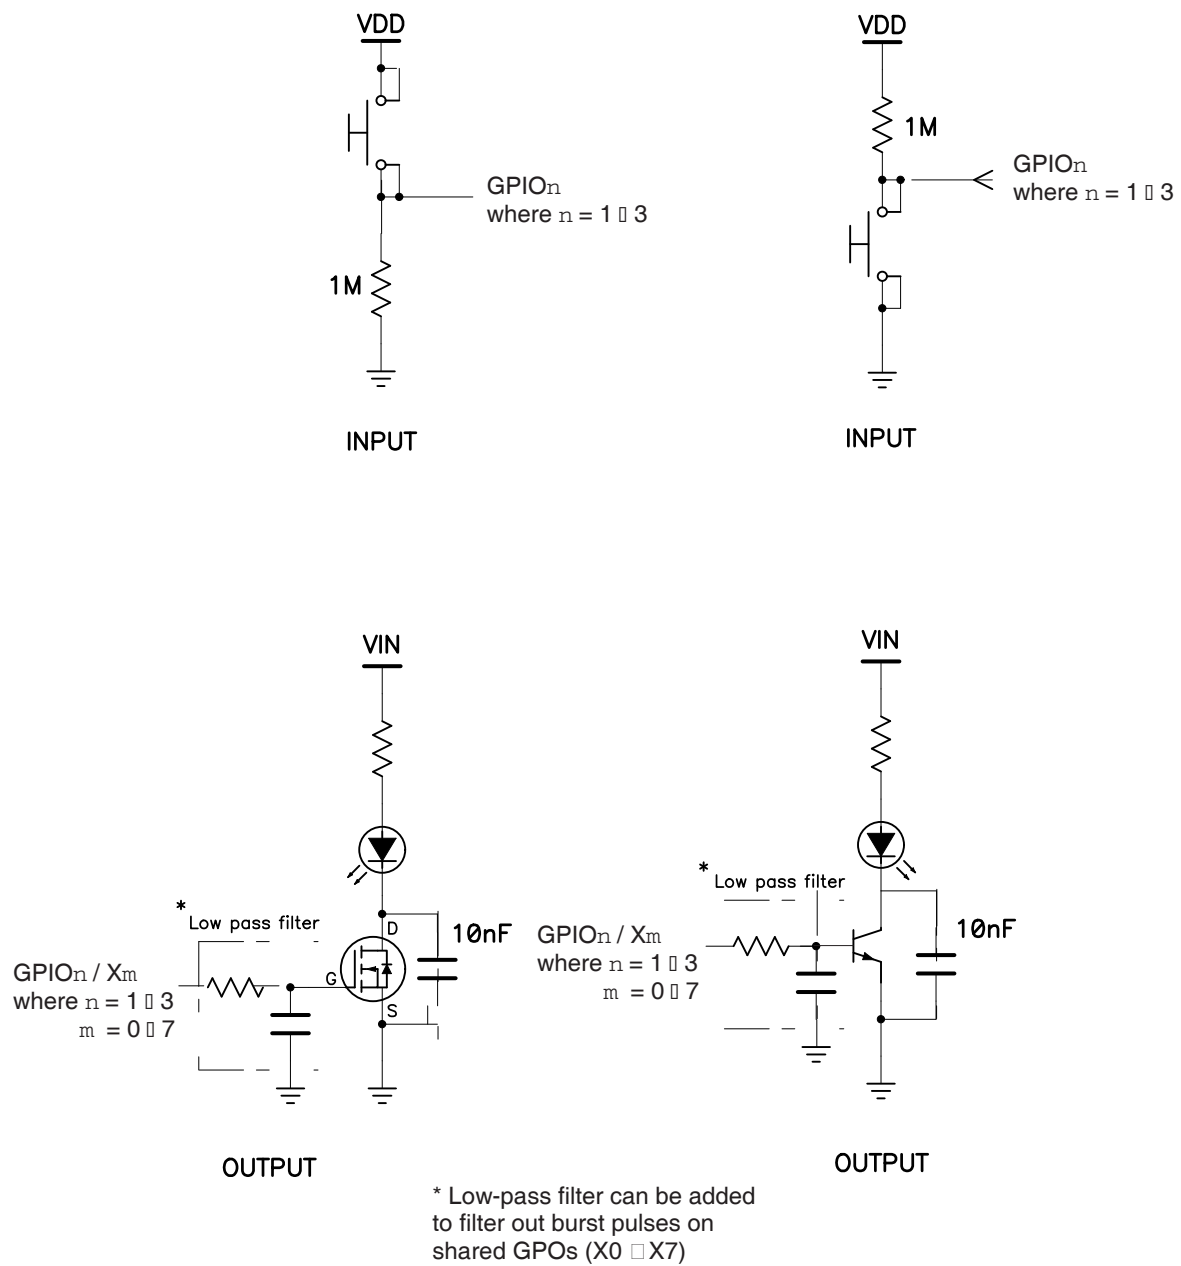 VDD
1M
GPIOn
where n = 1 ▯ 3
INPUT
VDD
1M
GPIOn
where n = 1 ▯ 3
INPUT
VIN
*
Low pass filter
GPIOn / Xm
where n = 1 ▯ 3
m = 0 ▯ 7
G
D
S
10nF
OUTPUT
VIN
*
Low pass filter
GPIOn / Xm
where n = 1 ▯ 3
m = 0 ▯ 7
10nF
OUTPUT
* Low-pass filter can be added
to filter out burst pulses on
shared GPOs (X0 □ X7)